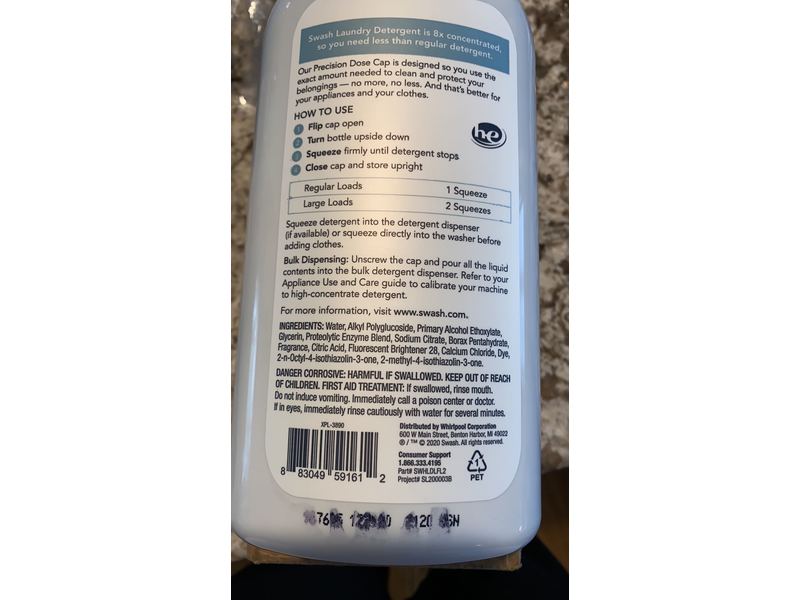 Swash Laundry Detergent is 8x concentrated,
so you need less than regular detergent.
Our Precision Dose Cap is designed so you use the
exact amount needed to clean and protect your
belongings — no more, no less. And that's better for
your appliances and your clothes.
HOW TO USE
1 Flip cap open
2 Turn bottle upside down
3 Squeeze firmly until detergent stops
4 Close cap and store upright
he
Regular Loads 1 Squeeze
Large Loads 2 Squeezes
Squeeze detergent into the detergent dispenser
(if available) or squeeze directly into the washer before
adding clothes.
Bulk Dispensing: Unscrew the cap and pour all the liquid
contents into the bulk detergent dispenser. Refer to your
Appliance Use and Care guide to calibrate your machine
to high-concentrate detergent.
For more information, visit www.swash.com.
INGREDIENTS: Water, Alkyl Polyglucoside, Primary Alcohol Ethoxylate,
Glycerin, Proteolytic Enzyme Blend, Sodium Citrate, Borax Pentahydrate,
Fragrance, Citric Acid, Fluorescent Brightener 28, Calcium Chloride, Dye,
2-n-Octyl-4-isothiazolin-3-one, 2-methyl-4-isothiazolin-3-one.
DANGER CORROSIVE: HARMFUL IF SWALLOWED. KEEP OUT OF REACH
OF CHILDREN. FIRST AID TREATMENT: If swallowed, rinse mouth.
Do not induce vomiting. Immediately call a poison center or doctor.
If in eyes, immediately rinse cautiously with water for several minutes.
XPL-3890
8 83049 59161 2
Distributed by Whirlpool Corporation
600 W Main Street, Benton Harbor, MI 49022
® / ™ © 2020 Swash. All rights reserved.
Consumer Support
1.866.333.4195
Part# SWHLDLFL2
Project# SL200003B
1
PET